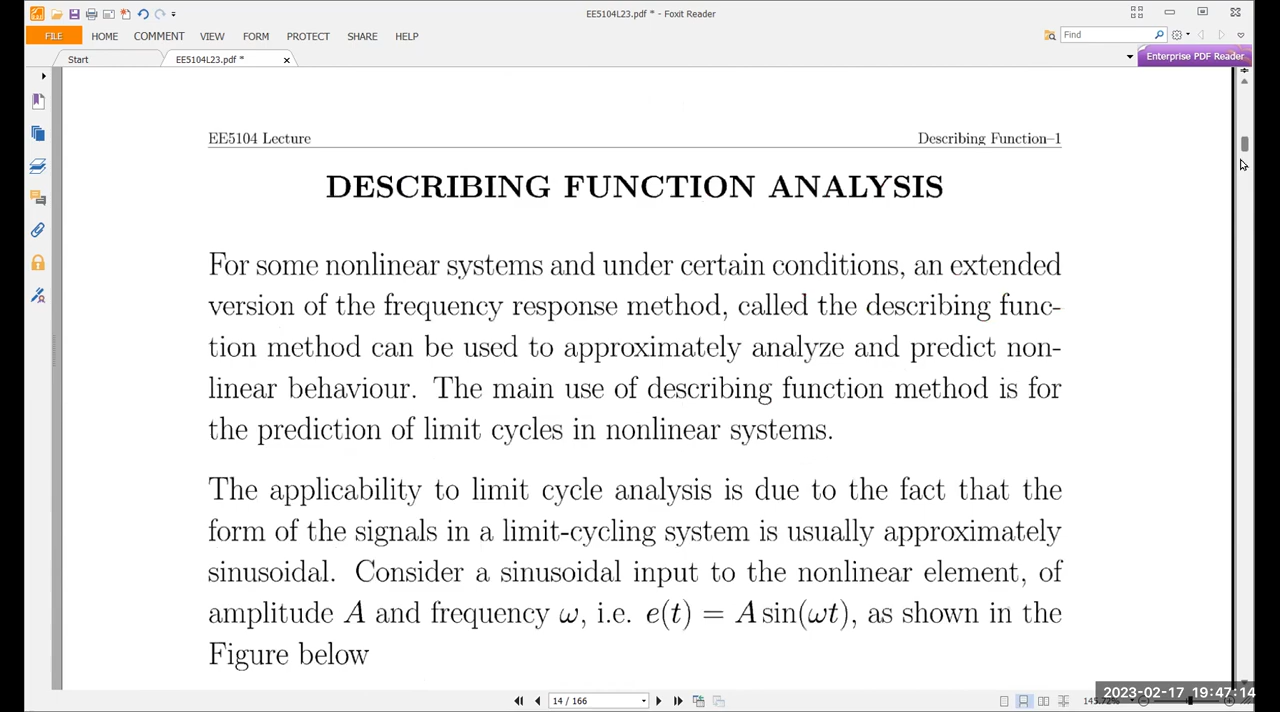 EE5104L23.pdf * - Foxit Reader
FILE HOME COMMENT VIEW FORM PROTECT SHARE HELP Find
Start EE5104L23.pdf * Enterprise PDF Reader
EE5104 Lecture Describing Function–1
DESCRIBING FUNCTION ANALYSIS
For some nonlinear systems and under certain conditions, an extended
version of the frequency response method, called the describing func-
tion method can be used to approximately analyze and predict non-
linear behaviour. The main use of describing function method is for
the prediction of limit cycles in nonlinear systems.
The applicability to limit cycle analysis is due to the fact that the
form of the signals in a limit-cycling system is usually approximately
sinusoidal. Consider a sinusoidal input to the nonlinear element, of
amplitude A and frequency ω, i.e. e(t) = A sin(ωt), as shown in the
Figure below
14 / 166
2023-02-17 19:47:14